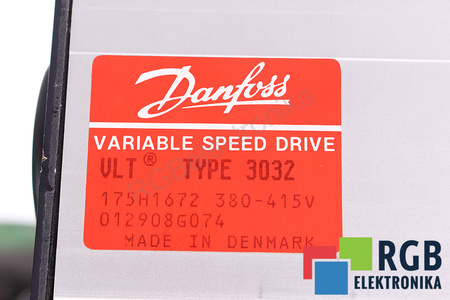 Danfoss
VARIABLE SPEED DRIVE
VLT ® TYPE 3032
175H1672 380-415V
012908G074
MADE IN DENMARK
RGB
ELEKTRONIKA